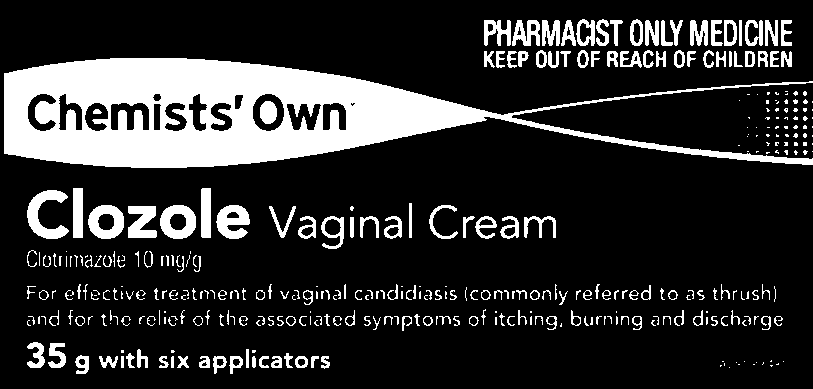 PHARMACIST ONLY MEDICINE
KEEP OUT OF REACH OF CHILDREN
Chemists' Own
Clozole Vaginal Cream
Clotrimazole 10 mg/g
For effective treatment of vaginal candidiasis (commonly referred to as thrush)
and for the relief of the associated symptoms of itching, burning and discharge
35 g with six applicators